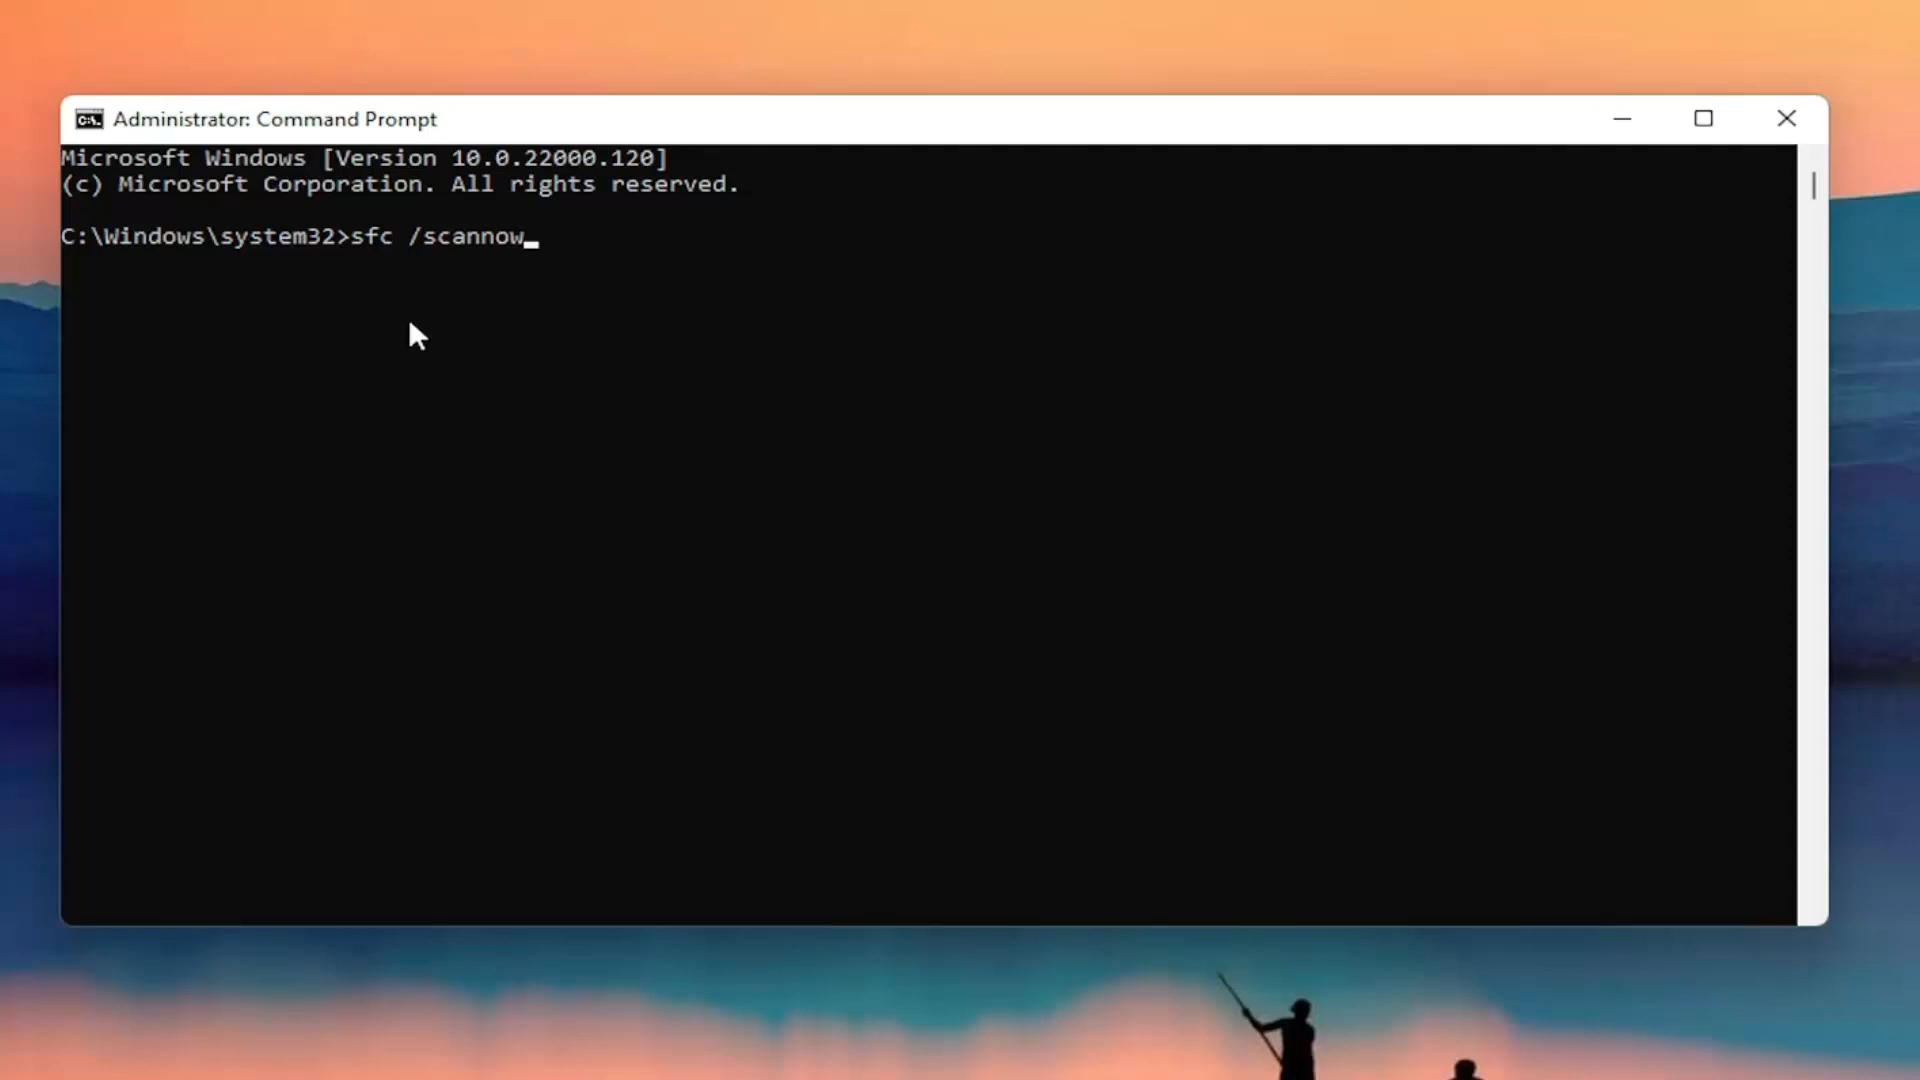 Administrator: Command Prompt
Microsoft Windows [Version 10.0.22000.120]
(c) Microsoft Corporation. All rights reserved.
C:\Windows\system32>sfc /scannow